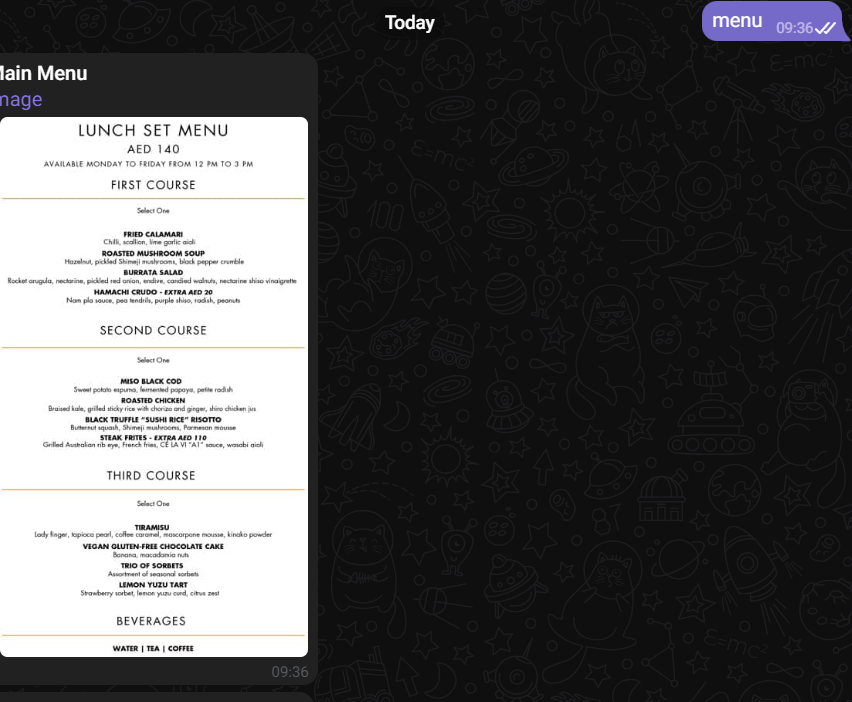 Today
menu
09:36
Main Menu
mage
LUNCH SET MENU
AED 140
AVAILABLE MONDAY TO FRIDAY FROM 12 PM TO 3 PM
FIRST COURSE
Select One
FRIED CALAMARI
Chilli, scallion, lime garlic aioli
ROASTED MUSHROOM SOUP
Hazelnut, pickled Shimeji mushrooms, black pepper crumble
BURRATA SALAD
Rocket arugula, nectarine, pickled red onion, endive, candied walnuts, nectarine shiso vinaigrette
HAMACHI CRUDO - EXTRA AED 20
Nam pla sauce, pea tendrils, purple shiso, radish, peanuts
SECOND COURSE
Select One
MISO BLACK COD
Sweet potato espuma, fermented papaya, petite radish
ROASTED CHICKEN
Braised kale, grilled sticky rice with chorizo and ginger, shiro chicken jus
BLACK TRUFFLE "SUSHI RICE" RISOTTO
Butternut squash, Shimeji mushrooms, Parmesan mousse
STEAK FRITES - EXTRA AED 110
Grilled Australian rib eye, French fries, CÉ LA VI "A1" sauce, wasabi aioli
THIRD COURSE
Select One
TIRAMISU
Lady finger, tapioca pearl, coffee caramel, mascarpone mousse, kinako powder
VEGAN GLUTEN-FREE CHOCOLATE CAKE
Banana, macadamia nuts
TRIO OF SORBETS
Assortment of seasonal sorbets
LEMON YUZU TART
Strawberry sorbet, lemon yuzu curd, citrus zest
BEVERAGES
WATER | TEA | COFFEE
09:36